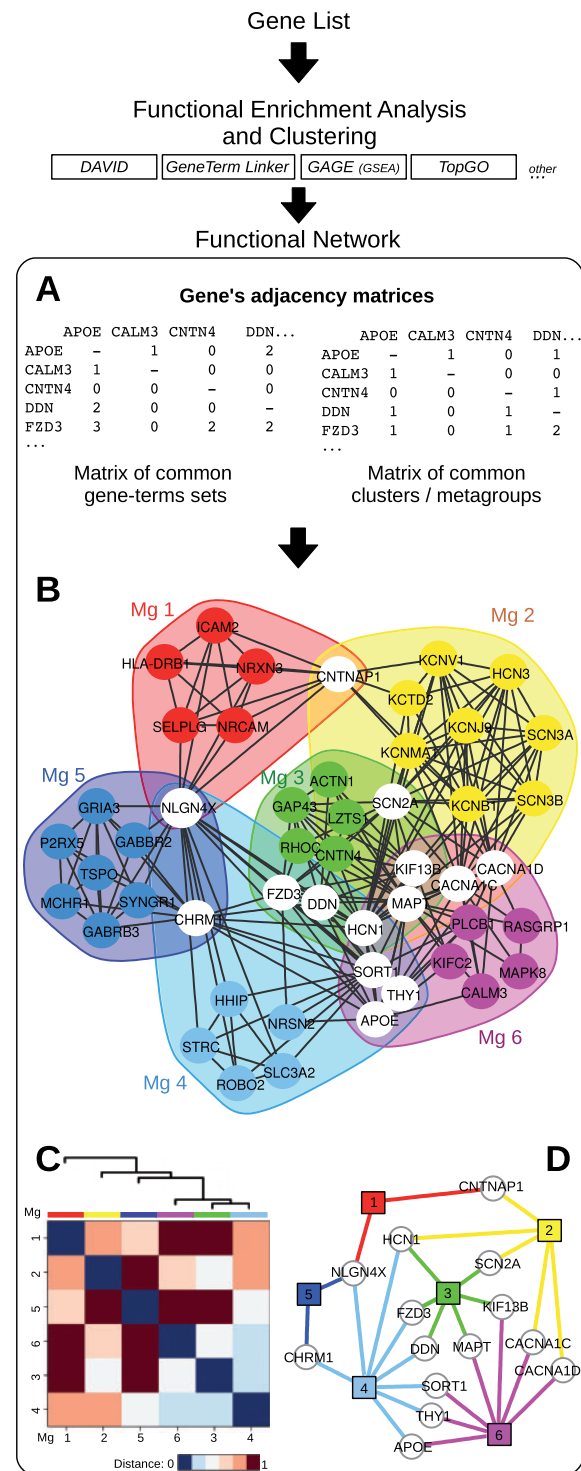 Gene List
Functional Enrichment Analysis
and Clustering
DAVID GeneTerm Linker GAGE (GSEA) TopGO other
...
Functional Network
A
Gene's adjacency matrices
APOE CALM3 CNTN4 DDN...
APOE – 1 0 2
CALM3 1 – 0 0
CNTN4 0 0 – 0
DDN 2 0 0 –
FZD3 3 0 2 2
...
Matrix of common
gene-terms sets
APOE CALM3 CNTN4 DDN...
APOE – 1 0 1
CALM3 1 – 0 0
CNTN4 0 0 – 1
DDN 1 0 1 –
FZD3 1 0 1 2
...
Matrix of common
clusters / metagroups
B
Mg 1
Mg 2
ICAM2
HLA-DRB1
NRXN3
SELPLG
NRCAM
CNTNAP1
KCNV1
HCN3
KCTD2
KCNJ9
SCN3A
KCNMA1
KCNB1
SCN3B
Mg 5
Mg 3
GRIA3
NLGN4X
P2RX5
GABBR2
TSPO
MCHR1
SYNGR1
GABRB3
CHRM1
ACTN1
GAP43
LZTS1
SCN2A
RHOC
CNTN4
FZD3
DDN
KIF13B
CACNA1D
CACNA1C
MAPT
HCN1
PLCB1
RASGRP1
SORT1
KIFC2
MAPK8
THY1
CALM3
APOE
HHIP
NRSN2
STRC
SLC3A2
ROBO2
Mg 4
Mg 6
C
Mg
1
2
5
6
3
4
Mg 1 2 5 6 3 4
Distance: 0 1
D
CNTNAP1
1
2
HCN1
SCN2A
NLGN4X
5
3
KIF13B
FZD3
CHRM1
DDN
MAPT
CACNA1C
CACNA1D
4
SORT1
THY1
6
APOE